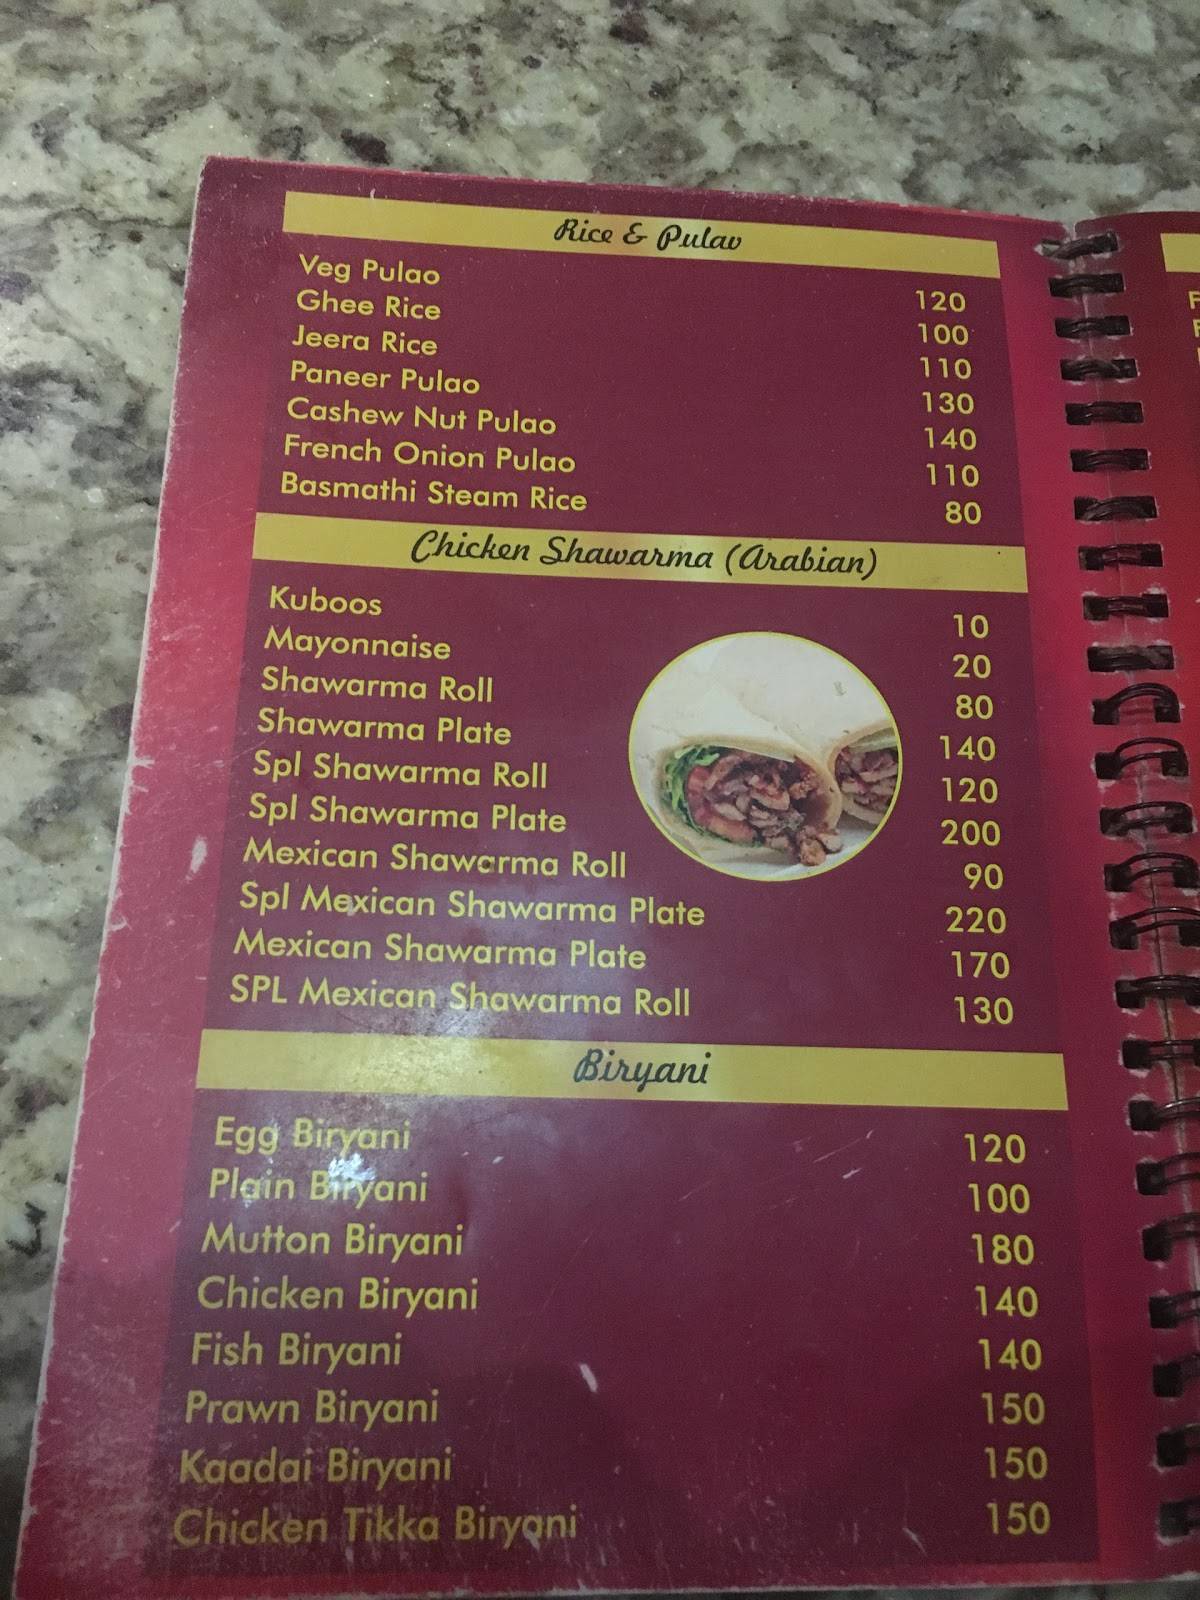 Rice & Pulav
Veg Pulao 120
Ghee Rice 100
Jeera Rice 110
Paneer Pulao 130
Cashew Nut Pulao 140
French Onion Pulao 110
Basmathi Steam Rice 80
Chicken Shawarma (Arabian)
Kuboos 10
Mayonnaise 20
Shawarma Roll 80
Shawarma Plate 140
Spl Shawarma Roll 120
Spl Shawarma Plate 200
Mexican Shawarma Roll 90
Spl Mexican Shawarma Plate 220
Mexican Shawarma Plate 170
SPL Mexican Shawarma Roll 130
Biryani
Egg Biryani 120
Plain Biryani 100
Mutton Biryani 180
Chicken Biryani 140
Fish Biryani 140
Prawn Biryani 150
Kaadai Biryani 150
Chicken Tikka Biryani 150